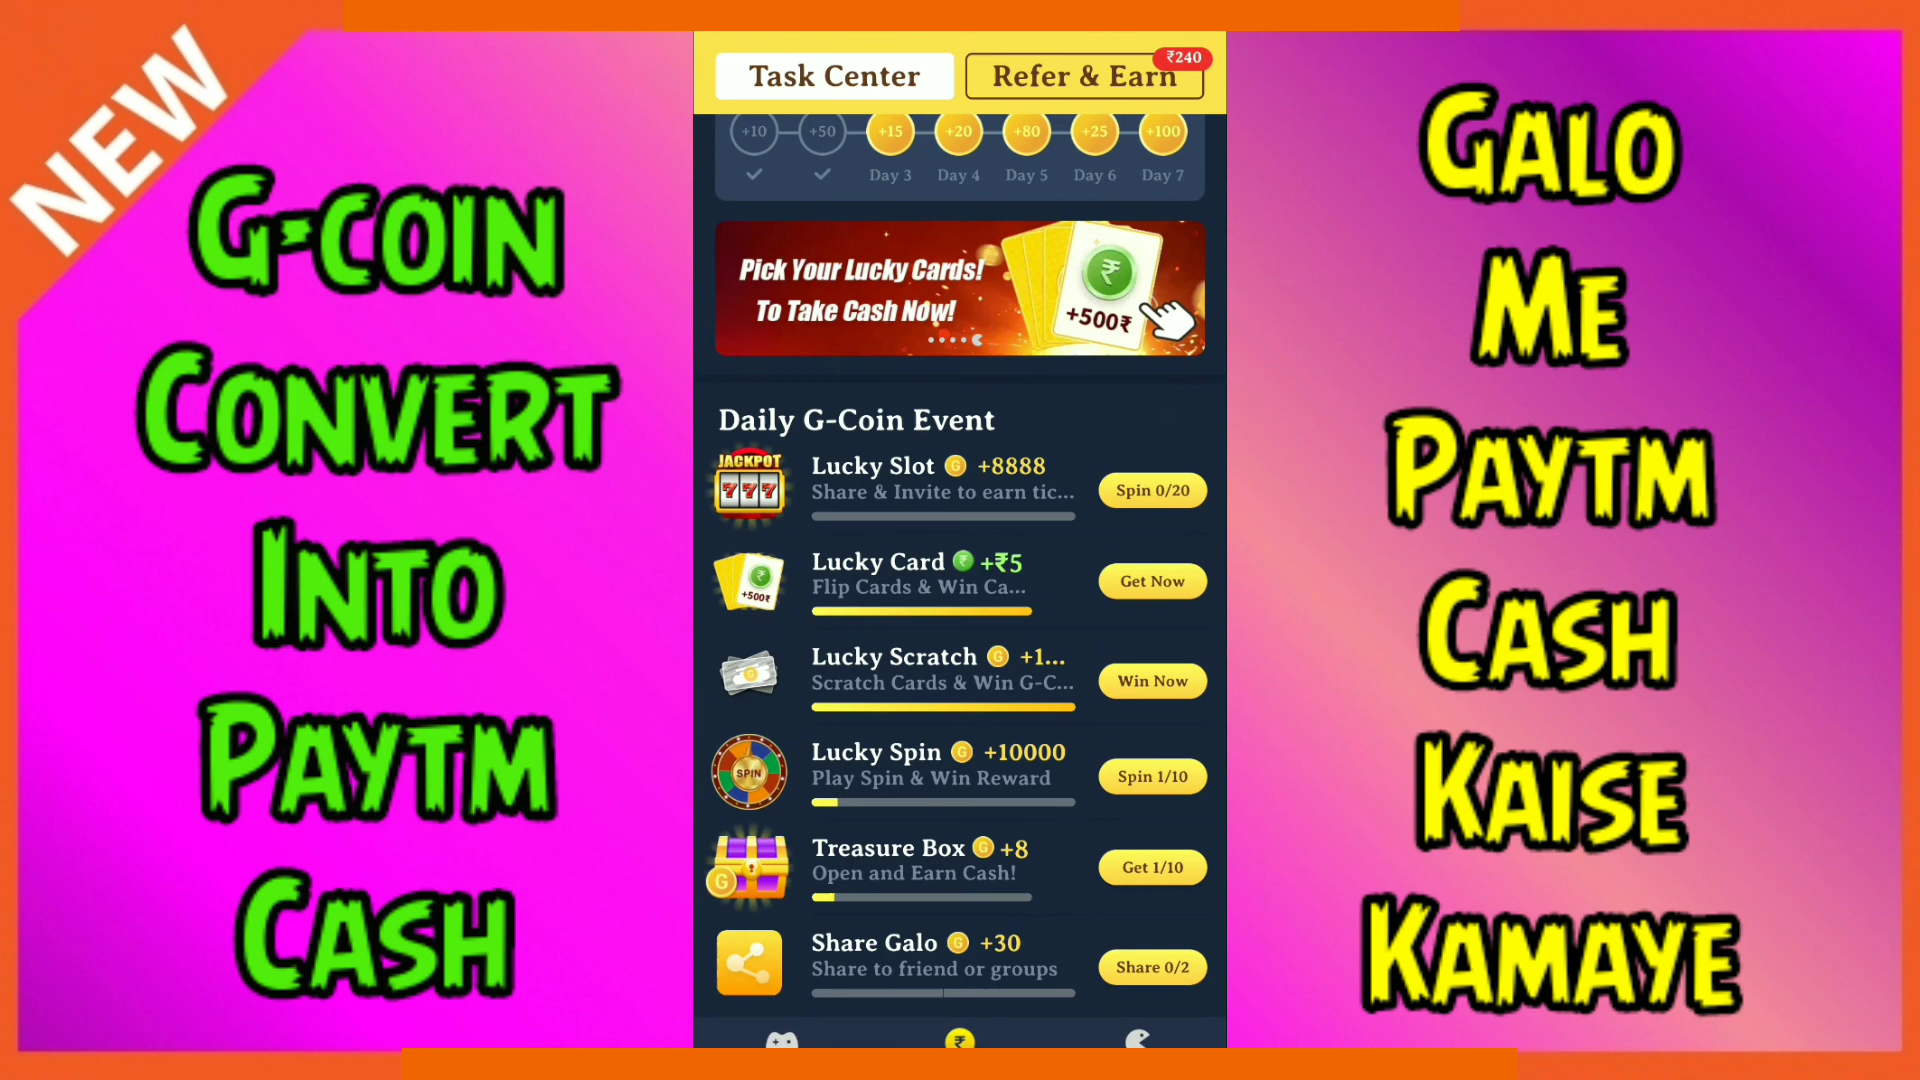 NEW
G-COIN
CONVERT
INTO
PAYTM
CASH
Task Center
Refer & Earn
₹240
+10
+50
+15
+20
+80
+25
+100
Day 3
Day 4
Day 5
Day 6
Day 7
Pick Your Lucky Cards!
To Take Cash Now!
₹
+500₹
Daily G-Coin Event
JACKPOT
777
Lucky Slot G +8888
Share & Invite to earn tic...
Spin 0/20
₹
+500₹
Lucky Card ₹ +₹5
Flip Cards & Win Ca...
Get Now
G
Lucky Scratch G +1...
Scratch Cards & Win G-C...
Win Now
SPIN
Lucky Spin G +10000
Play Spin & Win Reward
Spin 1/10
G
Treasure Box G +8
Open and Earn Cash!
Get 1/10
Share Galo G +30
Share to friend or groups
Share 0/2
₹
GALO
ME
PAYTM
CASH
KAISE
KAMAYE